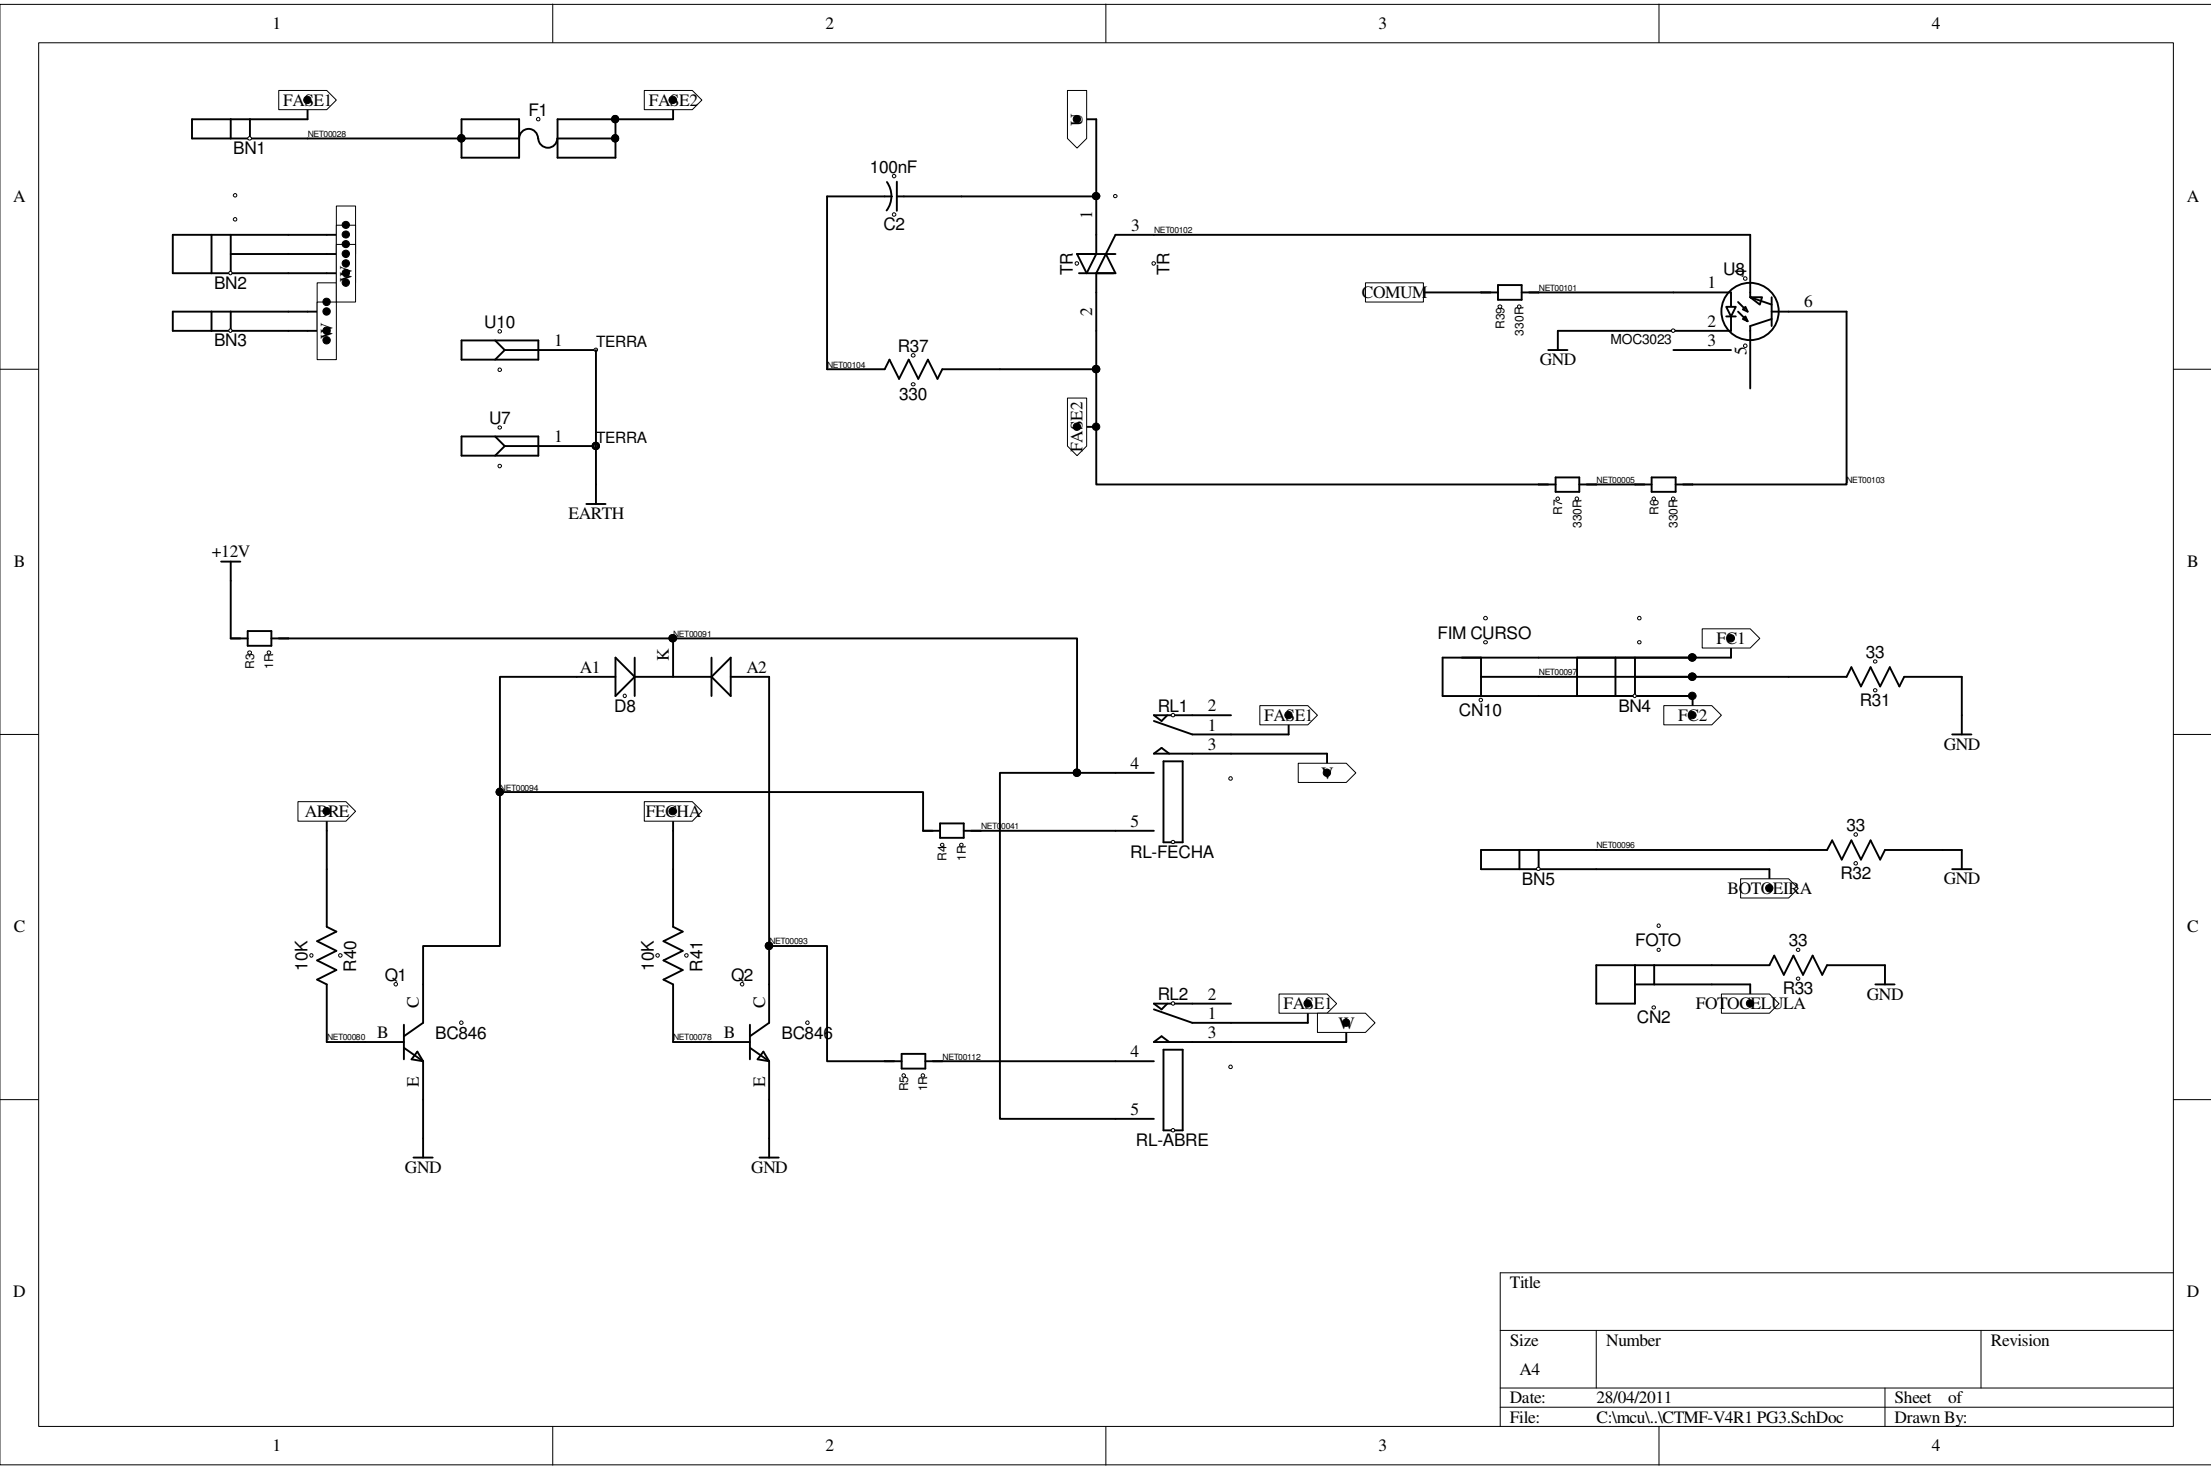 1 2 3 4
A A
B B
C C
D D
1 2 3 4
FASE1
BN1
NET00028
F1
FASE2
BN2
BN3
U10
1
TERRA
U7
1
TERRA
EARTH
100nF
C2
1
3
NET00102
TR
TR
2
R37
NET00104
330
FASE2
COMUM
R39
330R
NET00101
U8
1
2
3
5
6
MOC3023
GND
R7
330R
NET00005
R6
330R
NET00103
+12V
R3
1R
NET00091
K
A1
A2
D8
NET00094
ABRE
FECHA
10K
R40
10K
R41
Q1
C
NET00080
B
BC846
E
GND
Q2
C
NET00093
NET00078
B
BC846
E
GND
R4
1R
NET00041
R5
1R
NET00112
RL1
2
1
3
FASE1
V
4
5
RL-FECHA
RL2
2
1
3
FASE1
W
4
5
RL-ABRE
FIM CURSO
FC1
NET00097
CN10
BN4
FC2
33
R31
GND
33
NET00096
BN5
R32
GND
BOTOEIRA
FOTO
33
R33
GND
FOTOCELULA
CN2
Title
Size
Number
Revision
A4
Date: 28/04/2011
Sheet of
File: C:\mcu\..\CTMF-V4R1 PG3.SchDoc
Drawn By: